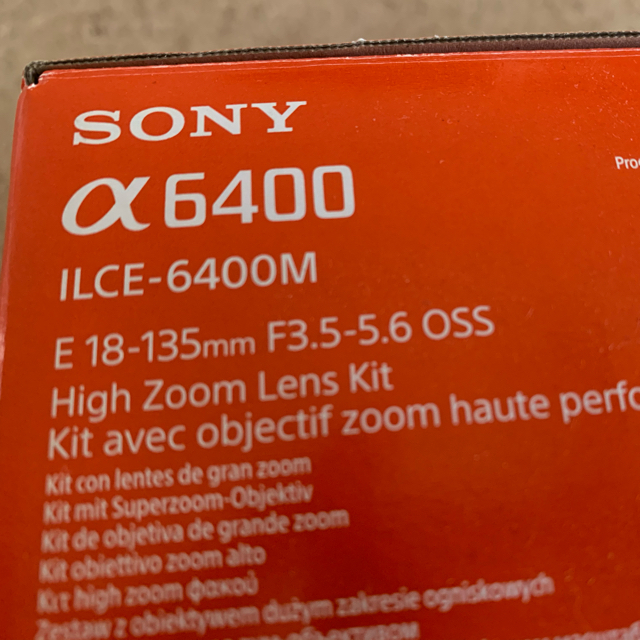 SONY
α6400
ILCE-6400M
E 18-135mm F3.5-5.6 OSS
High Zoom Lens Kit
Kit avec objectif zoom haute perfo
Kit con lentes de gran zoom
Kit mit Superzoom-Objektiv
Kit de objetiva de grande zoom
Kit obiettivo zoom alto
Κιτ high zoom φακού
Zestaw z obiektywem dużym zakresie ogniskowych
Pro